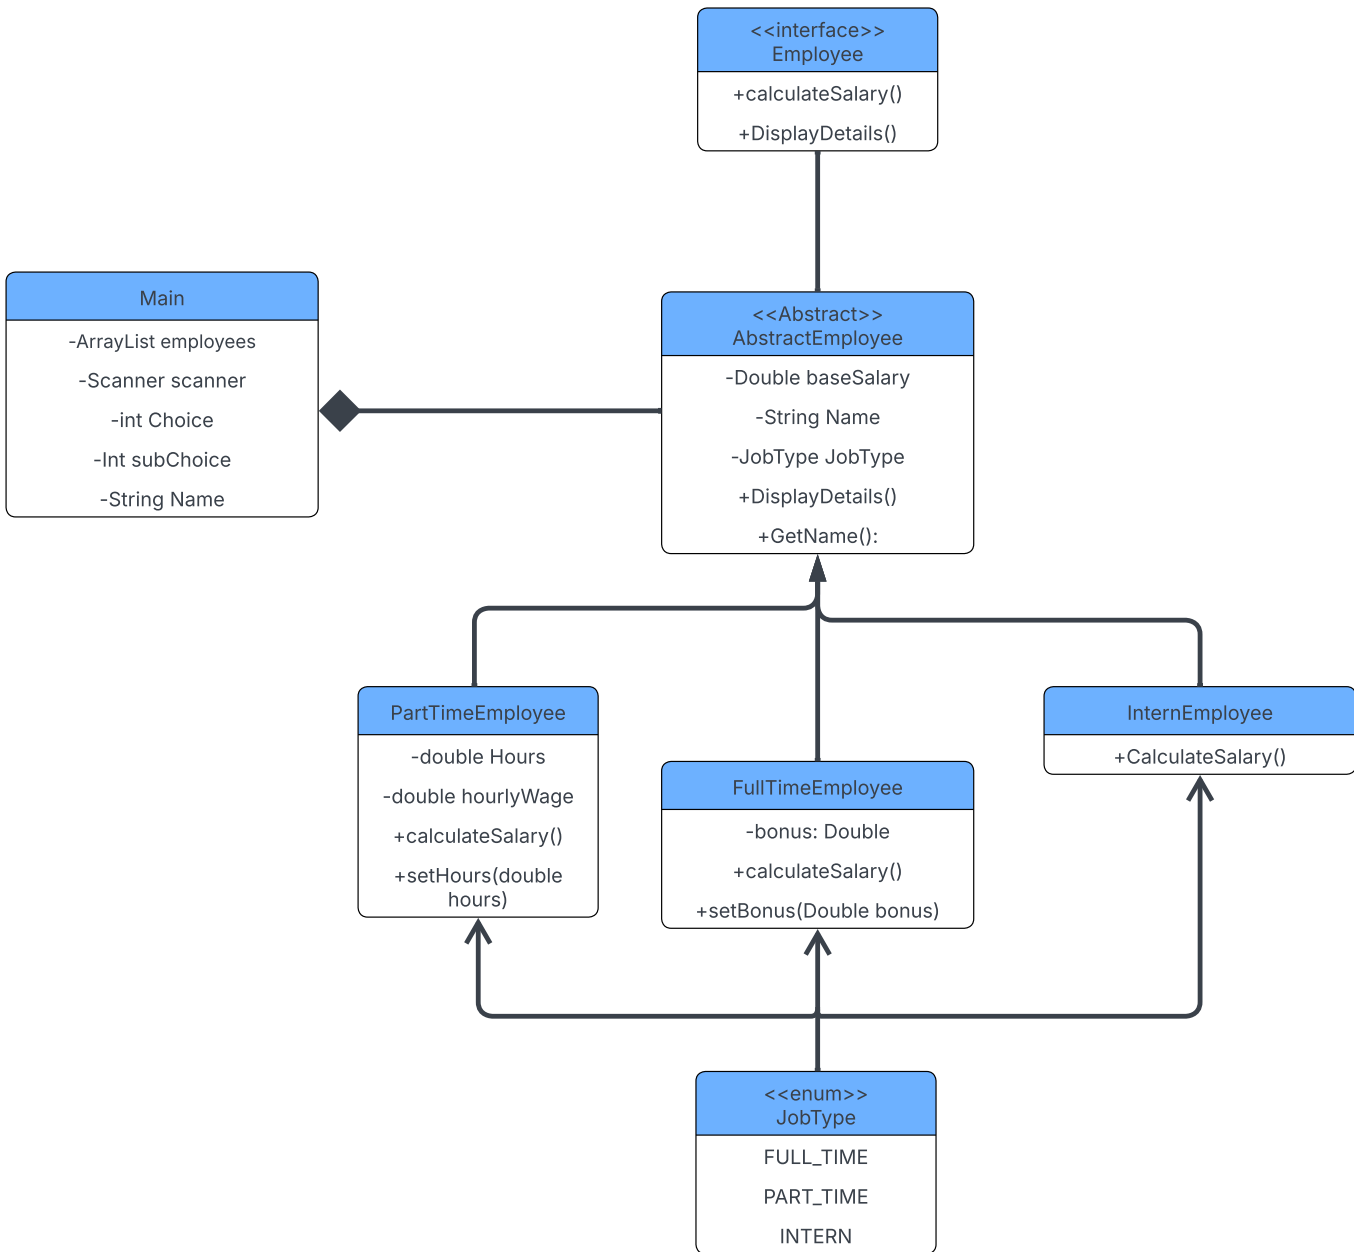 <<interface>>
Employee
+calculateSalary()
+DisplayDetails()
Main
-ArrayList employees
-Scanner scanner
-int Choice
-Int subChoice
-String Name
<<Abstract>>
AbstractEmployee
-Double baseSalary
-String Name
-JobType JobType
+DisplayDetails()
+GetName():
PartTimeEmployee
-double Hours
-double hourlyWage
+calculateSalary()
+setHours(double
hours)
FullTimeEmployee
-bonus: Double
+calculateSalary()
+setBonus(Double bonus)
InternEmployee
+CalculateSalary()
<<enum>>
JobType
FULL_TIME
PART_TIME
INTERN